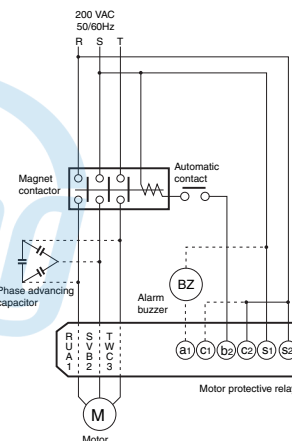 200 VAC
50/60Hz
R S T
Magnet
contactor
Automatic
contact
Phase advancing
capacitor
Alarm
buzzer
BZ
R S T
U V W
A B C
1 2 3
a1 c1 b2 c2 s1 s2
Motor protective relay
M
Motor